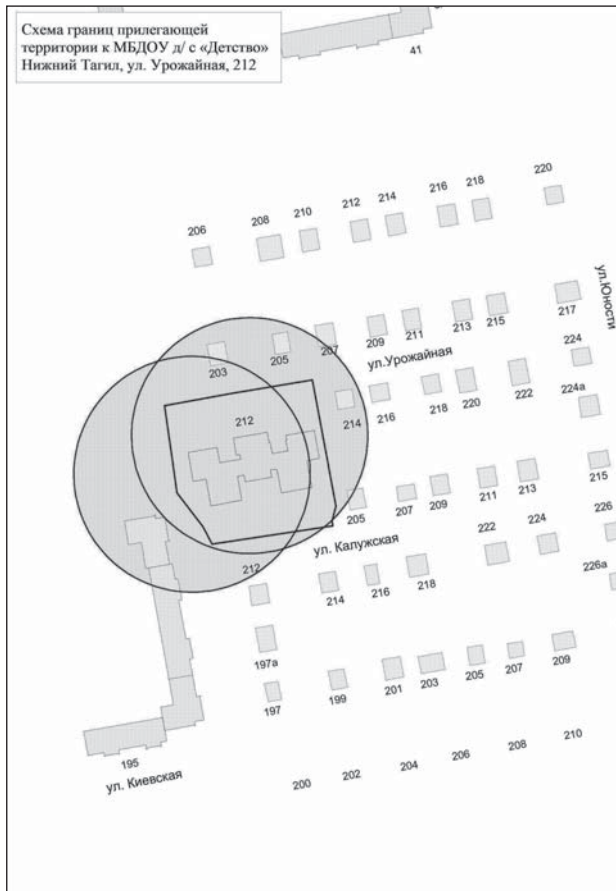 Схема границ прилегающей
территории к МБДОУ д/ с «Детство»
Нижний Тагил, ул. Урожайная, 212
41
206 208 210 212 214 216 218 220
ул.Юности
203 205 207 209 211 213 215 217
ул.Урожайная
212 214 216 218 220 222 224
224а
205 207 209 211 213 215
ул. Калужская
212 214 216 218 222 224 226
226а
197а
197 199 201 203 205 207 209
195
ул. Киевская
200 202 204 206 208 210